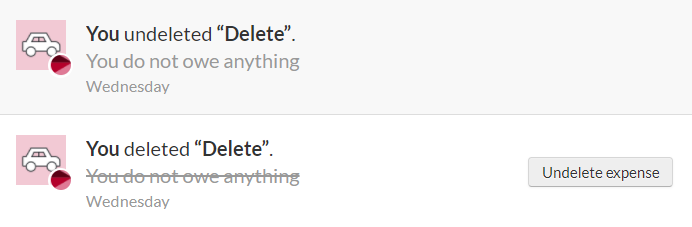 You undeleted “Delete”.
You do not owe anything
Wednesday
You deleted “Delete”.
You do not owe anything
Undelete expense
Wednesday